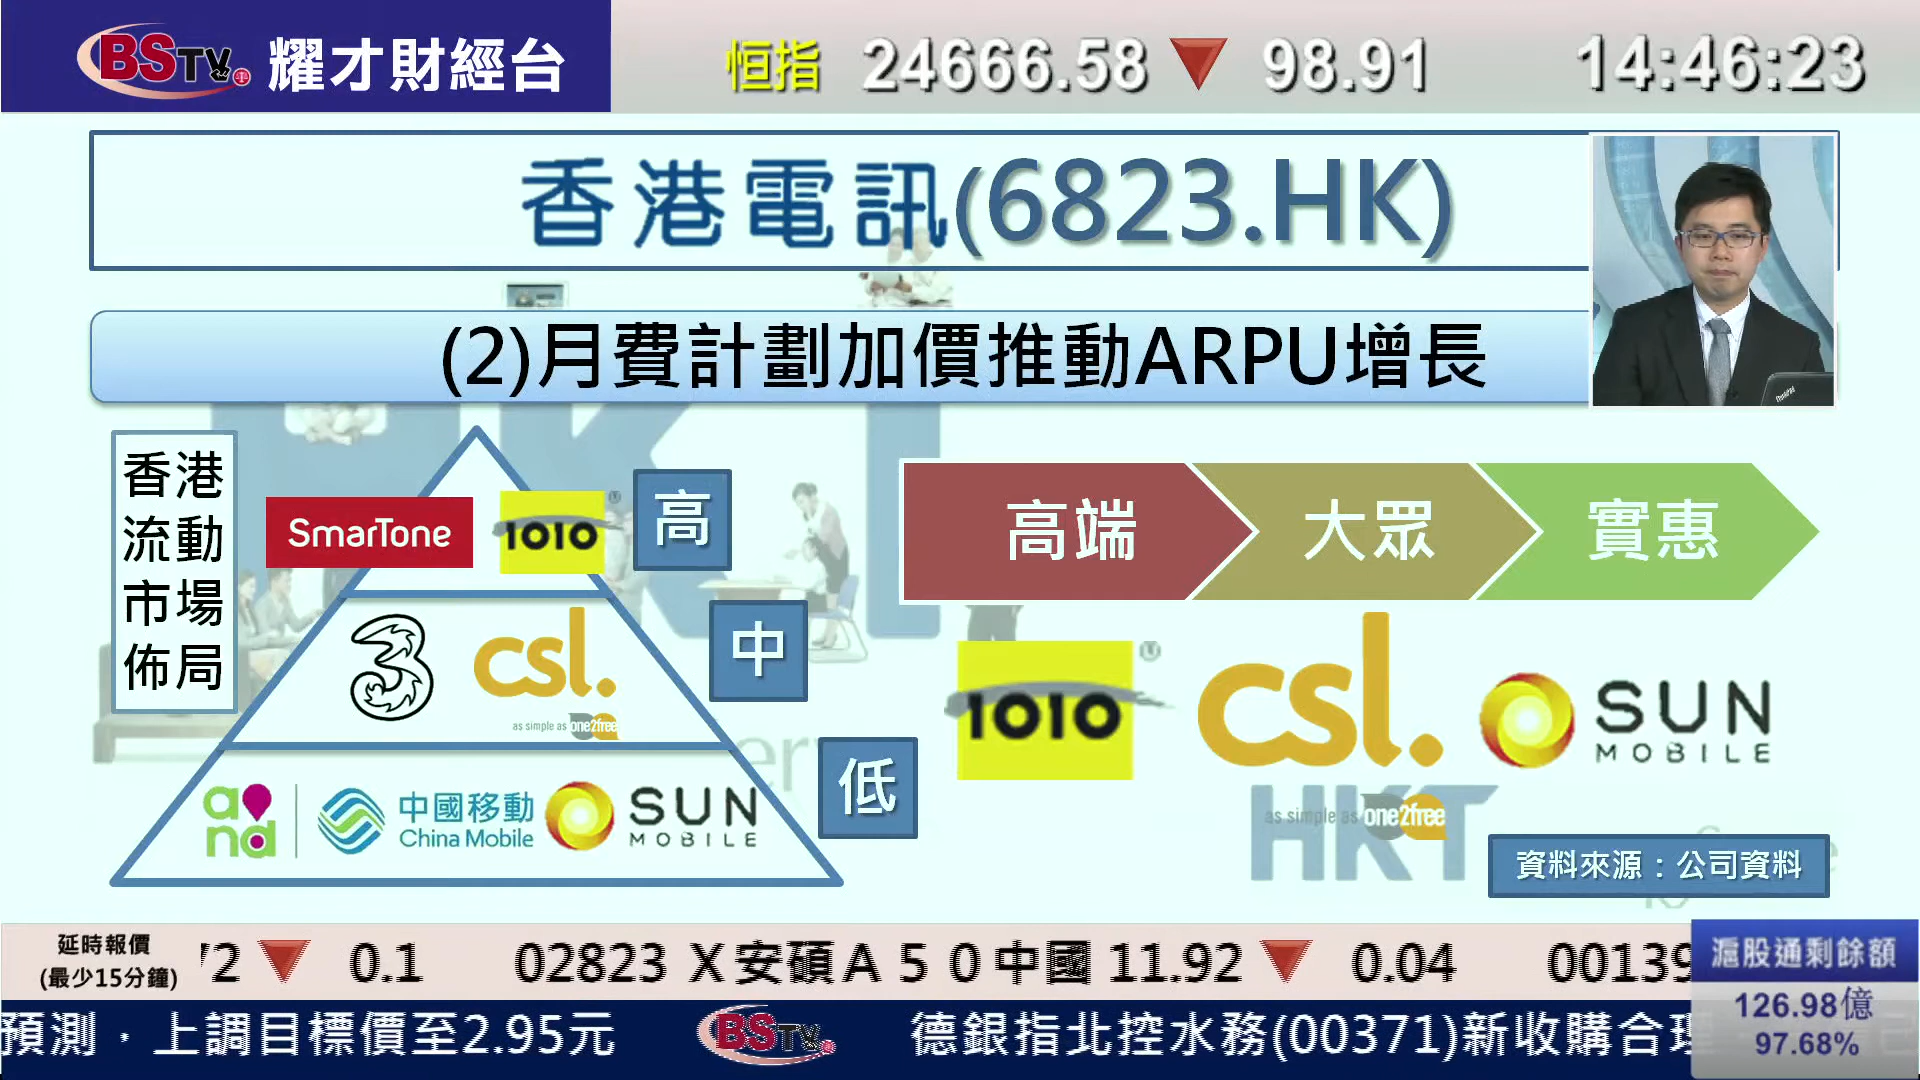 BSTV 耀才財經台
恒指 24666.58 ▼ 98.91 14:46:23
香港電訊(6823.HK)
(2)月費計劃加價推動ARPU增長
香港
流動
市場
佈局
SmarTone 1010 高
3 csl. 中
as simple as one2free
and 中國移動 SUN 低
China Mobile MOBILE
高端 大眾 實惠
1010 csl. SUN
MOBILE
HKT
as simple as one2free
資料來源：公司資料
延時報價
(最少15分鐘)
72 ▼ 0.1 02823 X安碩A50中國 11.92 ▼ 0.04 00139
滬股通剩餘額
126.98億
97.68%
預測，上調目標價至2.95元 BSTV 德銀指北控水務(00371)新收購合理
ThinkPad